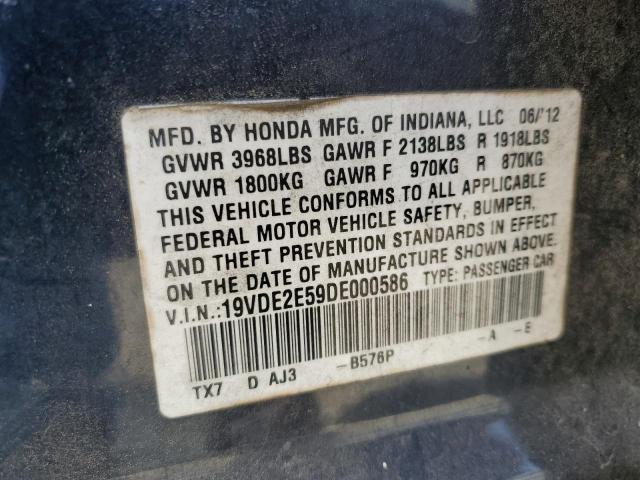 MFD. BY HONDA MFG. OF INDIANA, LLC 06/'12
GVWR 3968LBS GAWR F 2138LBS R 1918LBS
GVWR 1800KG GAWR F 970KG R 870KG
THIS VEHICLE CONFORMS TO ALL APPLICABLE
FEDERAL MOTOR VEHICLE SAFETY, BUMPER,
AND THEFT PREVENTION STANDARDS IN EFFECT
ON THE DATE OF MANUFACTURE SHOWN ABOVE.
V.I.N.:19VDE2E59DE000586 TYPE: PASSENGER CAR
TX7 D AJ3 -B576P -A -E